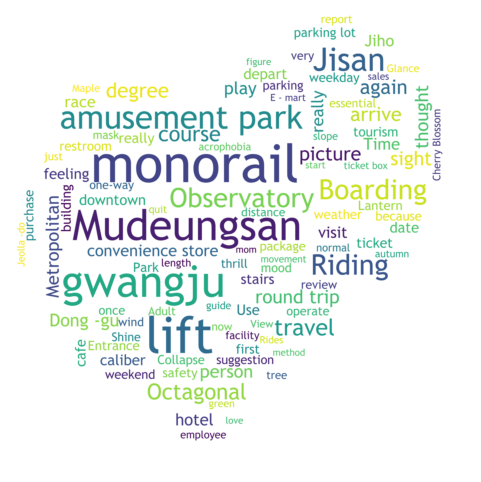 report
parking lot
Jiho
very
figure
Jisan
Glance
depart
weekday
sales
Maple
degree
play
parking
E - mart
again
essential
race
amusement park
really
arrive
thought
Cherry Blossom
mask
really
course
slope
tourism
restroom
acrophobia
Time
just
monorail
start
ticket box
picture
sight
feeling
one-way
Boarding
purchase
building
downtown
Observatory
Lantern
Jeolla -do
Metropolitan
Mudeungsan
quit
distance
weather
because
date
convenience store
mom
package
visit
normal
ticket
autumn
gwangju
length
Park
thrill
movement
mood
Riding
stairs
review
round trip
once
Adult
guide
Use
operate
Dong -gu
wind
lift
now
View
facility
travel
Shine
first
Rides
method
cafe
Entrance
caliber
Collapse
suggestion
weekend
safety
person
tree
Octagonal
green
hotel
love
employee